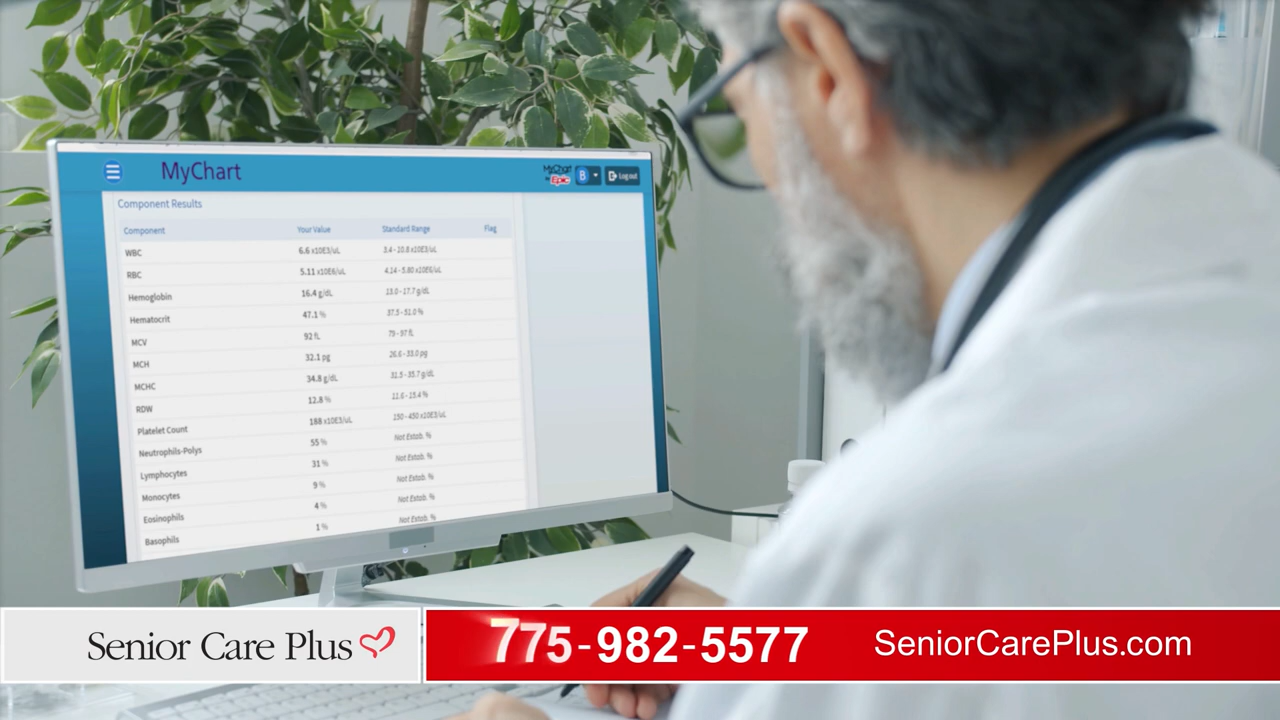 MyChart
MyChart
by Epic
B
Log out
Component Results
Component Your Value Standard Range Flag
WBC 6.6 x10E3/uL 3.4 - 10.8 x10E3/uL
RBC 5.11 x10E6/uL 4.14 - 5.80 x10E6/uL
Hemoglobin 16.4 g/dL 13.0 - 17.7 g/dL
Hematocrit 47.1 % 37.5 - 51.0 %
MCV 92 fL 79 - 97 fL
MCH 32.1 pg 26.6 - 33.0 pg
MCHC 34.8 g/dL 31.5 - 35.7 g/dL
RDW 12.8 % 11.6 - 15.4 %
Platelet Count 188 x10E3/uL 150 - 450 x10E3/uL
Neutrophils-Polys 55 % Not Estab. %
Lymphocytes 31 % Not Estab. %
Monocytes 9 % Not Estab. %
Eosinophils 4 % Not Estab. %
Basophils 1 % Not Estab. %
Senior Care Plus
775-982-5577
SeniorCarePlus.com